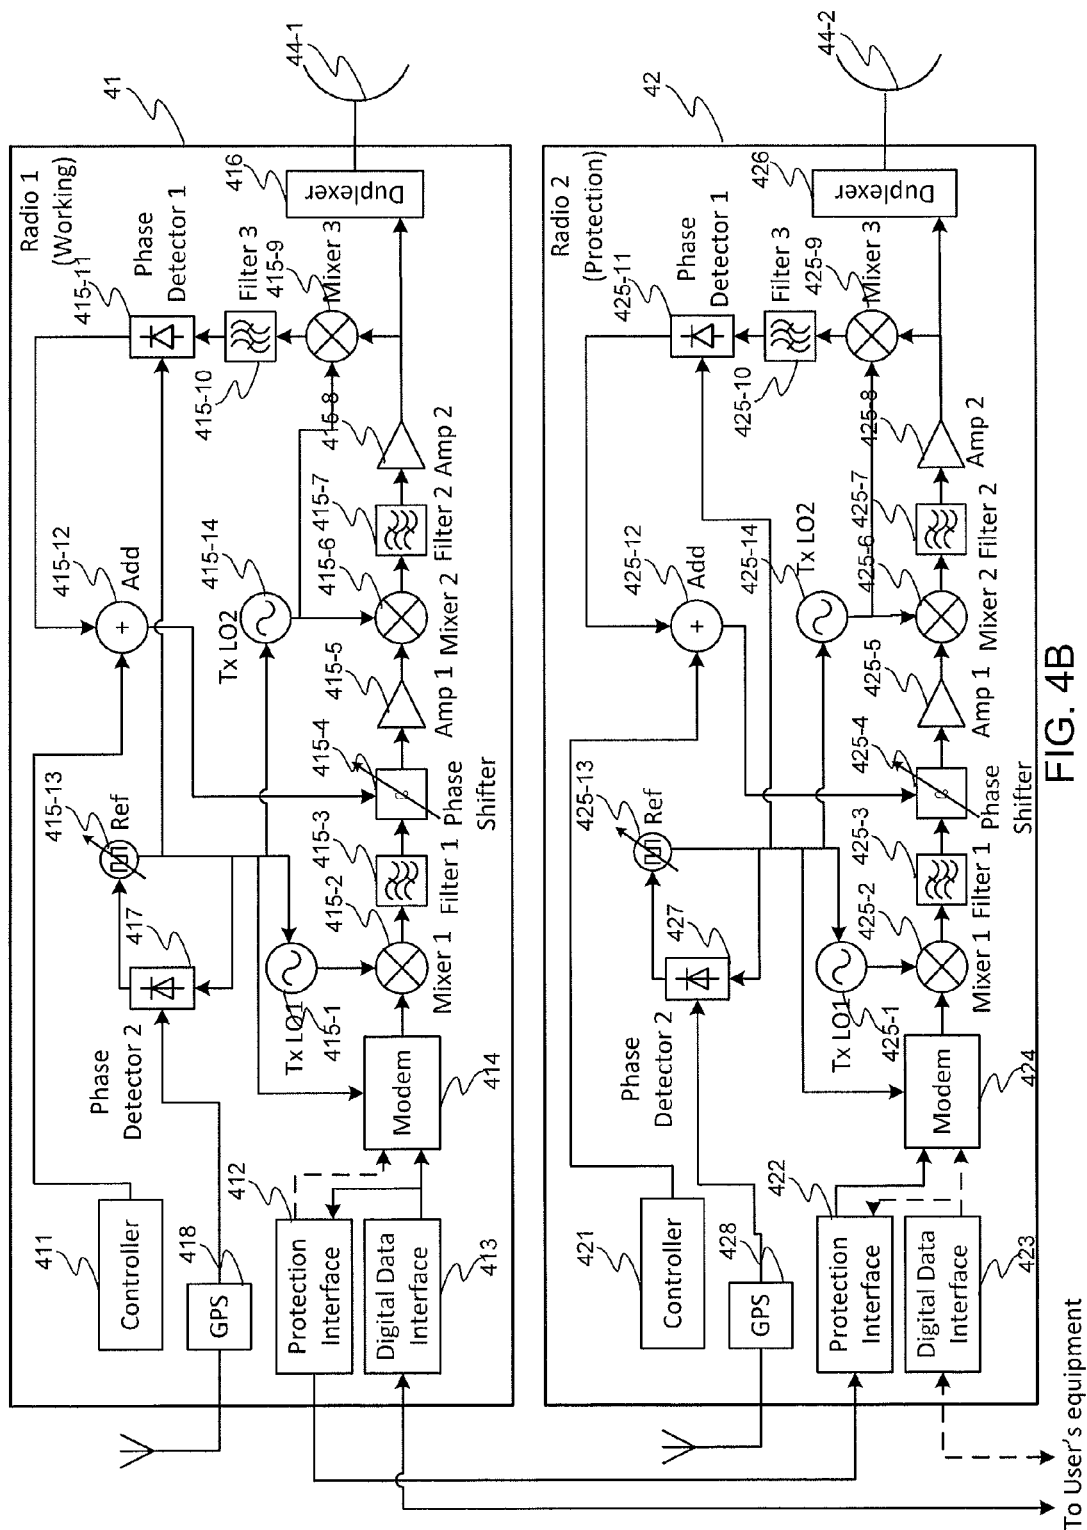 Radio 1
(Working)
41
44-1
416
Duplexer
Phase
Detector 1
415-11
Filter 3
415-9
Mixer 3
415-10
415-8
415-12
Add
415-14
Tx LO2
415-7
Filter 2
Amp 2
415-6
Mixer 2
415-5
Amp 1
415-4
Phase
Shifter
415-13
Ref
415-3
Filter 1
415-2
Mixer 1
417
Phase
Detector 2
Tx LO1
415-1
414
Modem
411
Controller
418
GPS
412
Protection
Interface
Digital Data
Interface
413
Radio 2
(Protection)
42
44-2
426
Duplexer
Phase
Detector 1
425-11
Filter 3
425-9
Mixer 3
425-10
425-8
425-12
Add
425-14
Tx LO2
425-7
Filter 2
Amp 2
425-6
Mixer 2
425-5
Amp 1
425-4
Phase
Shifter
425-13
Ref
425-3
Filter 1
425-2
Mixer 1
427
Phase
Detector 2
Tx LO1
425-1
424
Modem
421
Controller
428
GPS
422
Protection
Interface
Digital Data
Interface
423
To User's equipment
FIG. 4B